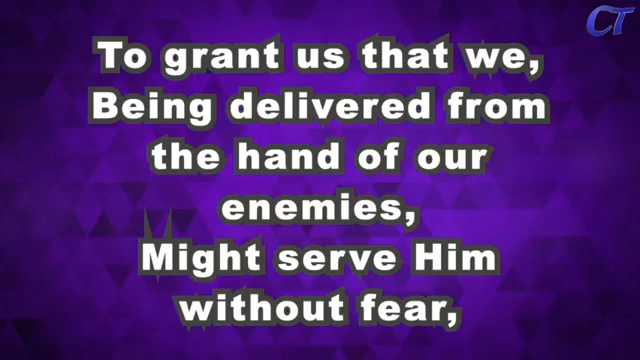 CT
To grant us that we,
Being delivered from
the hand of our
enemies,
Might serve Him
without fear,